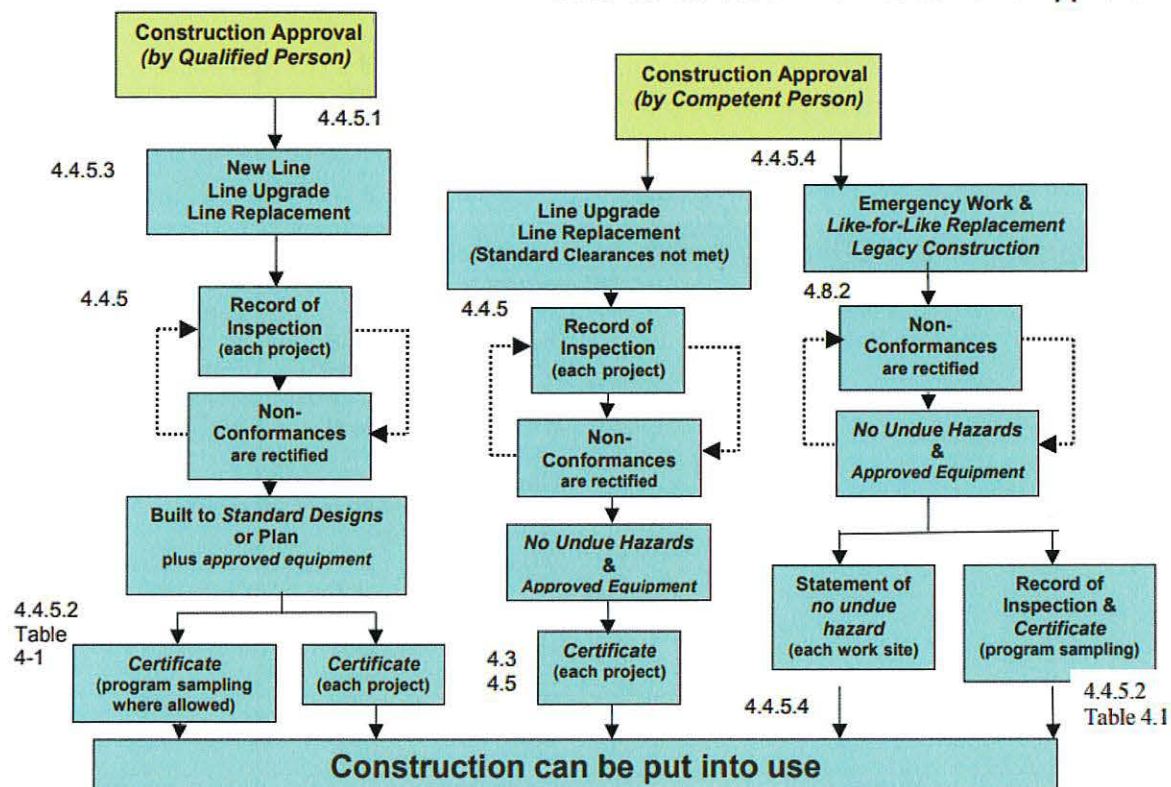 Construction Approval
(by Qualified Person)
4.4.5.1
4.4.5.3
New Line
Line Upgrade
Line Replacement
4.4.5
Record of
Inspection
(each project)
Non-
Conformances
are rectified
Built to Standard Designs
or Plan
plus approved equipment
4.4.5.2
Table
4-1
Certificate
(program sampling
where allowed)
Certificate
(each project)
Construction Approval
(by Competent Person)
4.4.5.4
Line Upgrade
Line Replacement
(Standard Clearances not met)
4.4.5
Record of
Inspection
(each project)
Non-
Conformances
are rectified
No Undue Hazards
&
Approved Equipment
4.3
4.5
Certificate
(each project)
Emergency Work &
Like-for-Like Replacement
Legacy Construction
4.8.2
Non-
Conformances
are rectified
No Undue Hazards
&
Approved Equipment
Statement of
no undue
hazard
(each work site)
4.4.5.4
Record of
Inspection &
Certificate
(program sampling)
4.4.5.2
Table 4.1
Construction can be put into use